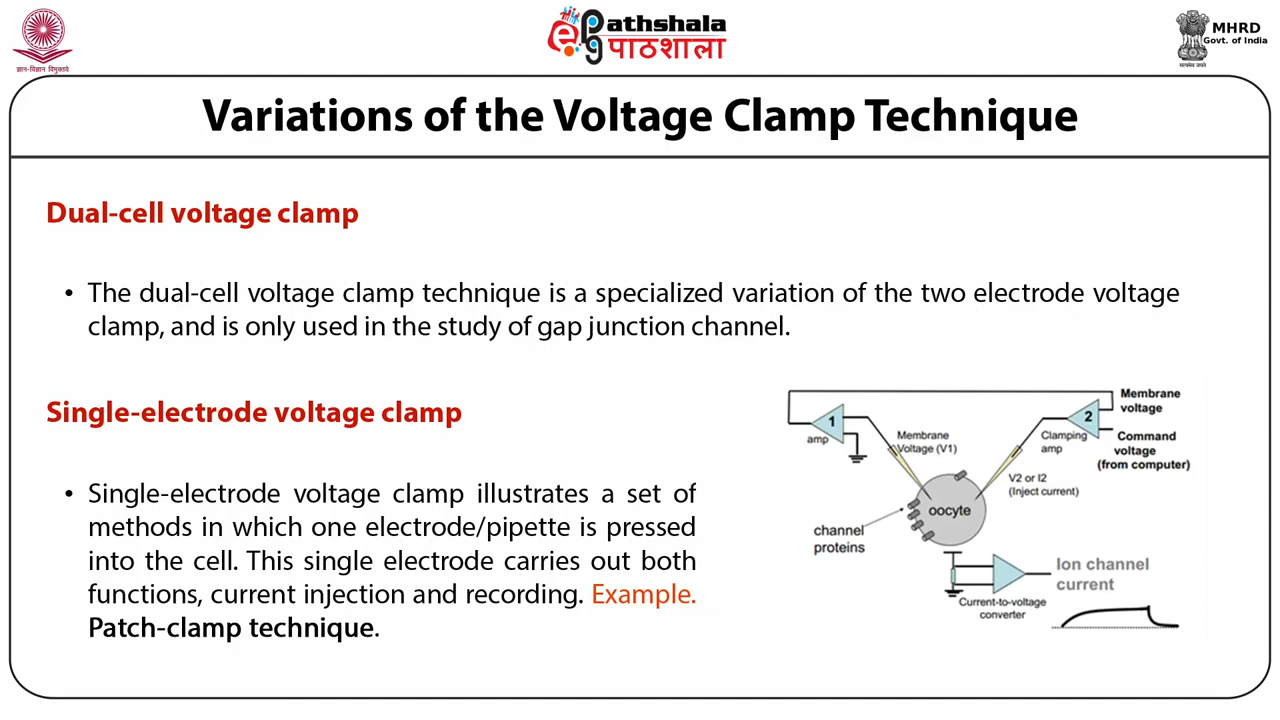 ज्ञान-विज्ञान विमुक्तये
Pathshala
पाठशाला
MHRD
Govt. of India
सत्यमेव जयते
Variations of the Voltage Clamp Technique
Dual-cell voltage clamp
• The dual-cell voltage clamp technique is a specialized variation of the two electrode voltage
clamp, and is only used in the study of gap junction channel.
Single-electrode voltage clamp
• Single-electrode voltage clamp illustrates a set of
methods in which one electrode/pipette is pressed
into the cell. This single electrode carries out both
functions, current injection and recording. Example.
Patch-clamp technique.
1
amp
Membrane
Voltage (V1)
2
Clamping
amp
Membrane
voltage
Command
voltage
(from computer)
V2 or I2
(Inject current)
oocyte
channel
proteins
Ion channel
current
Current-to-voltage
converter